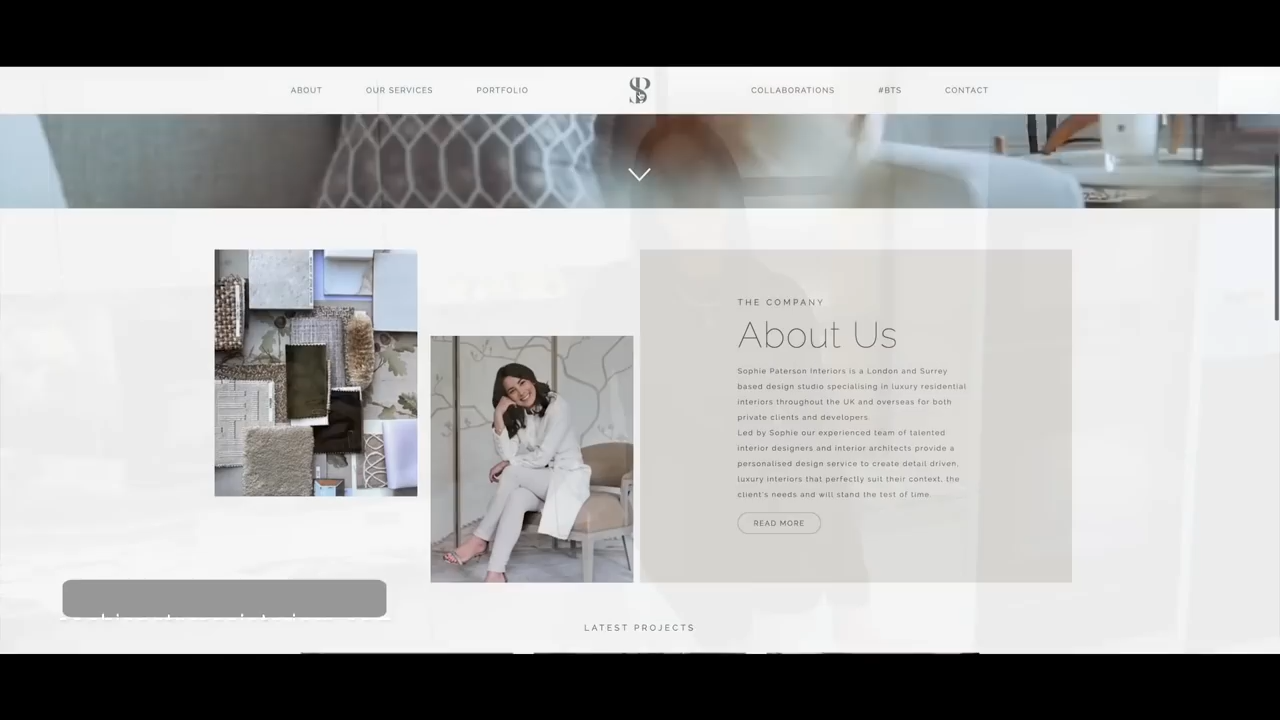 ABOUT
OUR SERVICES
PORTFOLIO
COLLABORATIONS
#BTS
CONTACT
THE COMPANY
About Us
Sophie Paterson Interiors is a London and Surrey
based design studio specialising in luxury residential
interiors throughout the UK and overseas for both
private clients and developers.
Led by Sophie our experienced team of talented
interior designers and interior architects provide a
personalised design service to create detail driven,
luxury interiors that perfectly suit their context, the
client's needs and will stand the test of time.
READ MORE
LATEST PROJECTS